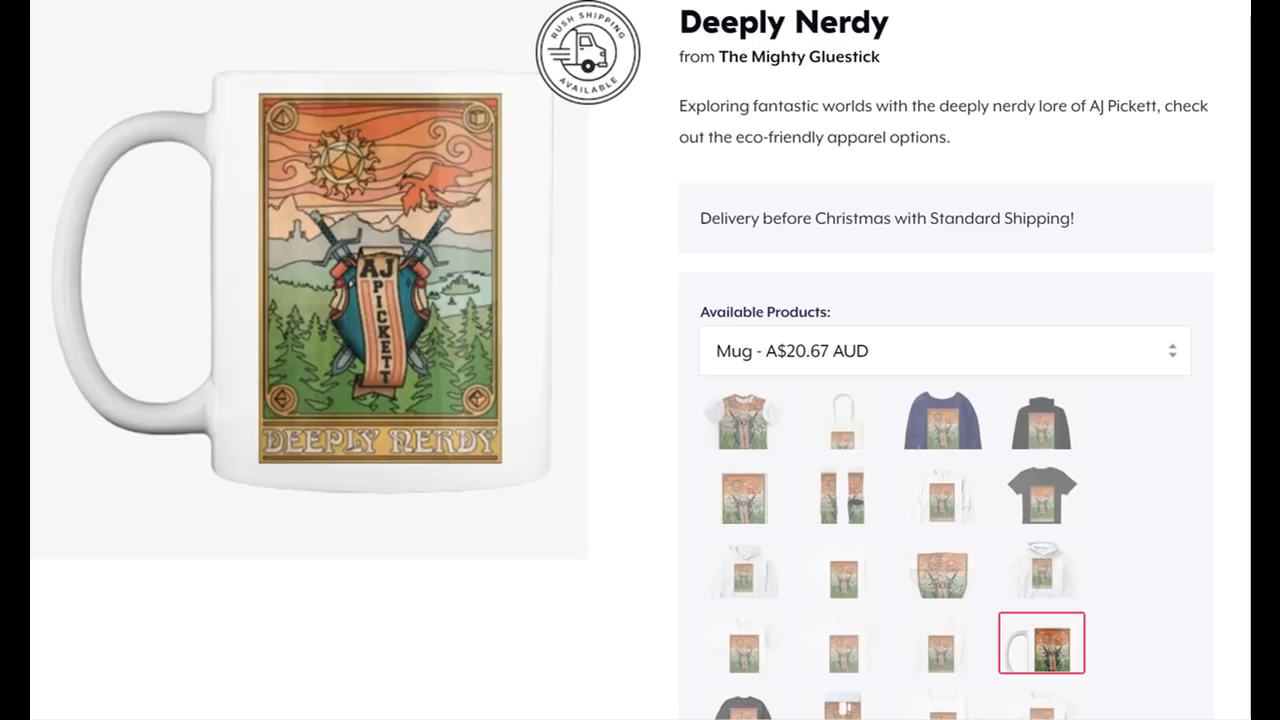 RUSH SHIPPING
AVAILABLE
Deeply Nerdy
from The Mighty Gluestick
Exploring fantastic worlds with the deeply nerdy lore of AJ Pickett, check
out the eco-friendly apparel options.
Delivery before Christmas with Standard Shipping!
Available Products:
Mug - A$20.67 AUD
AJ
PICKETT
DEEPLY NERDY